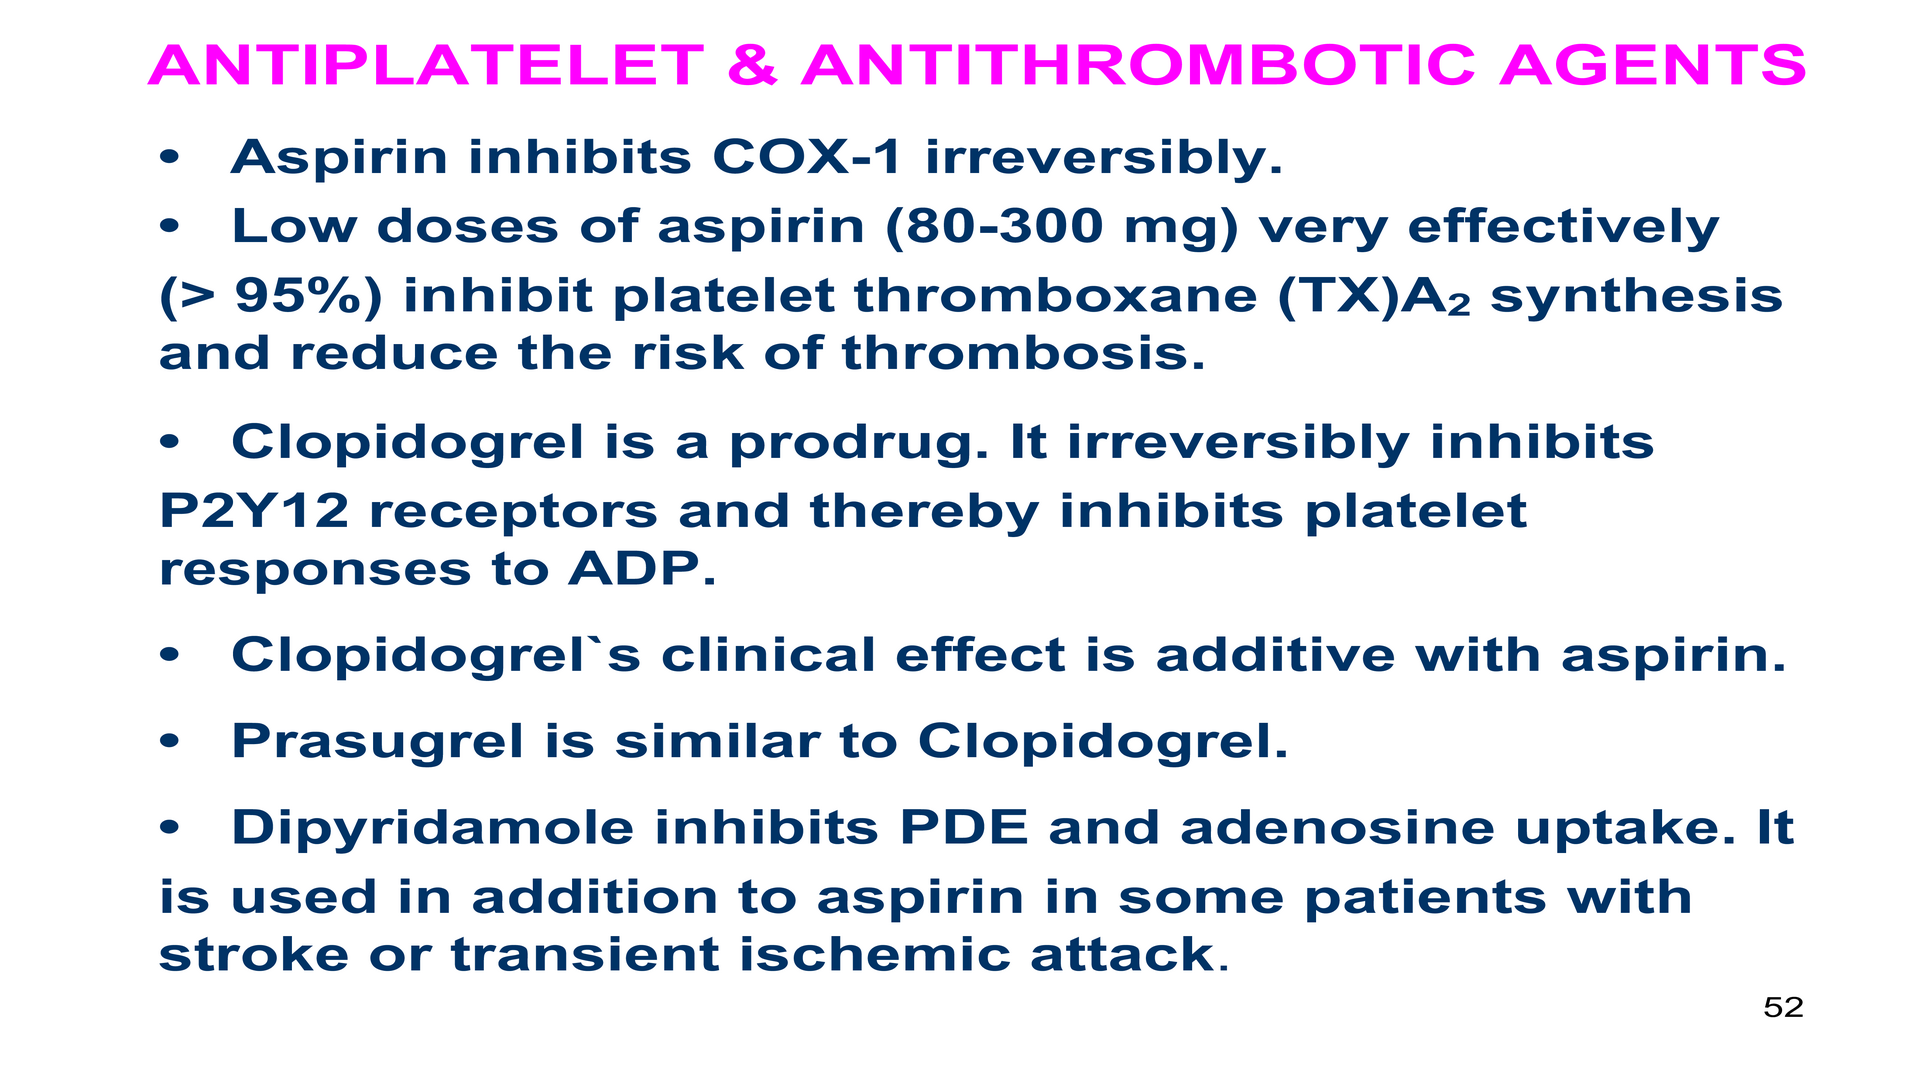 ANTIPLATELET & ANTITHROMBOTIC AGENTS
• Aspirin inhibits COX-1 irreversibly.
• Low doses of aspirin (80-300 mg) very effectively
(> 95%) inhibit platelet thromboxane (TX)A₂ synthesis
and reduce the risk of thrombosis.
• Clopidogrel is a prodrug. It irreversibly inhibits
P2Y12 receptors and thereby inhibits platelet
responses to ADP.
• Clopidogrel`s clinical effect is additive with aspirin.
• Prasugrel is similar to Clopidogrel.
• Dipyridamole inhibits PDE and adenosine uptake. It
is used in addition to aspirin in some patients with
stroke or transient ischemic attack.
52